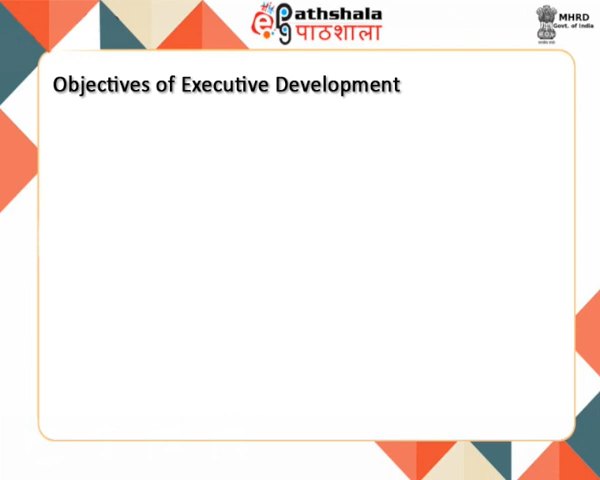 Pathshala
पाठशाला
MHRD
Govt. of India
Objectives of Executive Development